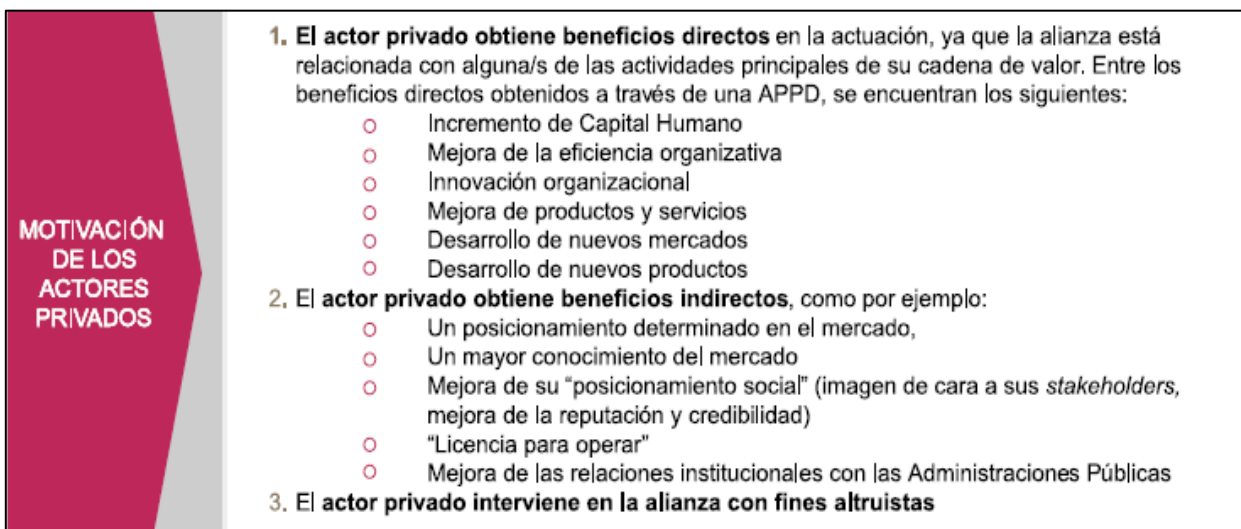 MOTIVACIÓN
DE LOS
ACTORES
PRIVADOS
1. El actor privado obtiene beneficios directos en la actuación, ya que la alianza está
relacionada con alguna/s de las actividades principales de su cadena de valor. Entre los
beneficios directos obtenidos a través de una APPD, se encuentran los siguientes:
o Incremento de Capital Humano
o Mejora de la eficiencia organizativa
o Innovación organizacional
o Mejora de productos y servicios
o Desarrollo de nuevos mercados
o Desarrollo de nuevos productos
2. El actor privado obtiene beneficios indirectos, como por ejemplo:
o Un posicionamiento determinado en el mercado,
o Un mayor conocimiento del mercado
o Mejora de su “posicionamiento social” (imagen de cara a sus stakeholders,
mejora de la reputación y credibilidad)
o “Licencia para operar”
o Mejora de las relaciones institucionales con las Administraciones Públicas
3. El actor privado interviene en la alianza con fines altruistas